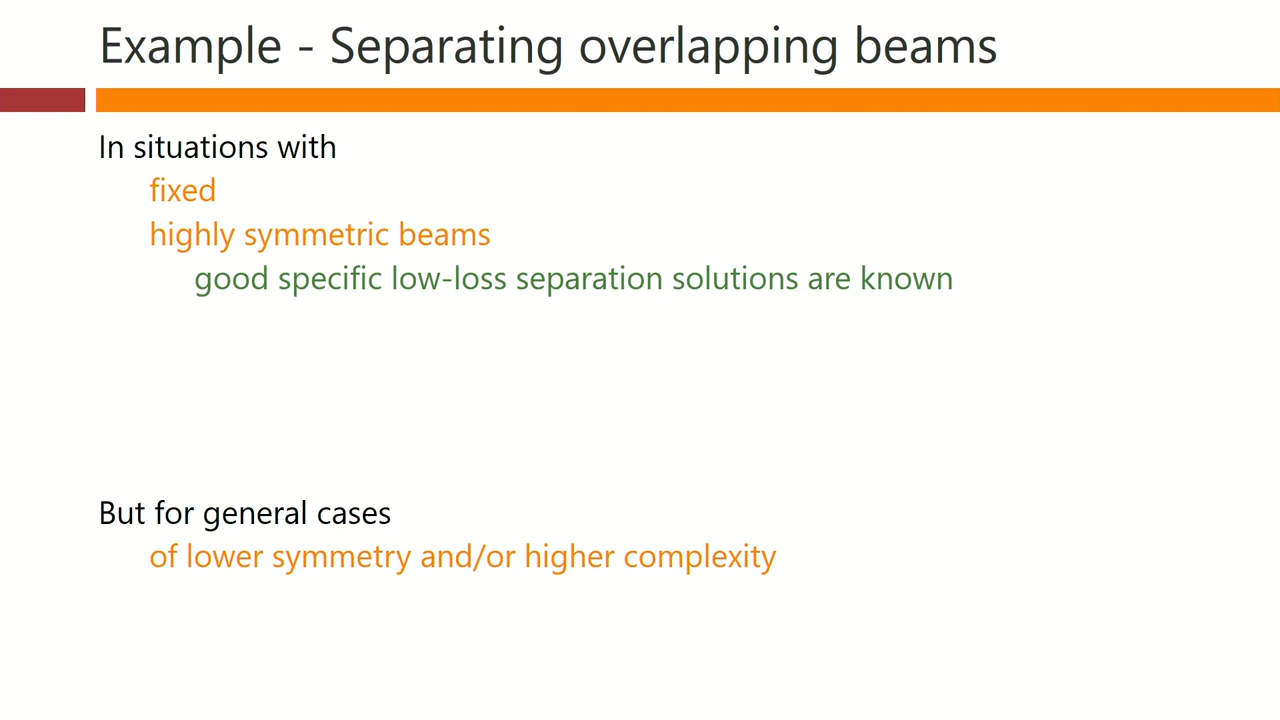 Example - Separating overlapping beams
In situations with
fixed
highly symmetric beams
good specific low-loss separation solutions are known
But for general cases
of lower symmetry and/or higher complexity